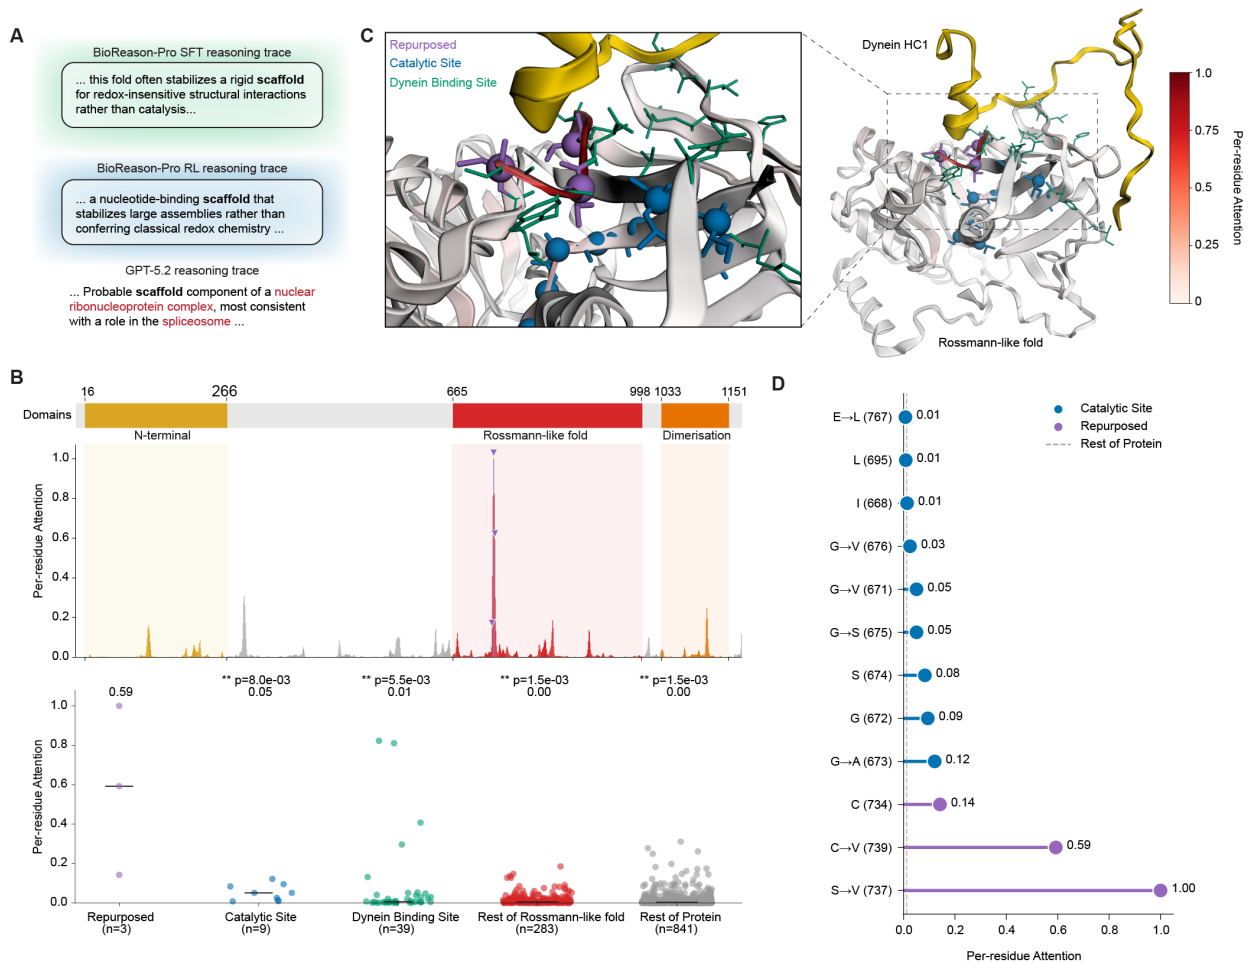 A
BioReason-Pro SFT reasoning trace
... this fold often stabilizes a rigid scaffold
for redox-insensitive structural interactions
rather than catalysis...
BioReason-Pro RL reasoning trace
... a nucleotide-binding scaffold that
stabilizes large assemblies rather than
conferring classical redox chemistry ...
GPT-5.2 reasoning trace
... Probable scaffold component of a nuclear
ribonucleoprotein complex, most consistent
with a role in the spliceosome ...
C
Repurposed
Catalytic Site
Dynein Binding Site
Dynein HC1
Rossmann-like fold
1.0
0.75
0.5
0.25
0
Per-residue Attention
B
16
266
665
998
1033
1151
Domains
N-terminal
Rossmann-like fold
Dimerisation
1.0
0.8
0.6
0.4
0.2
0.0
Per-residue Attention
0.59
** p=8.0e-03
0.05
** p=5.5e-03
0.01
** p=1.5e-03
0.00
** p=1.5e-03
0.00
1.0
0.8
0.6
0.4
0.2
0.0
Per-residue Attention
Repurposed
(n=3)
Catalytic Site
(n=9)
Dynein Binding Site
(n=39)
Rest of Rossmann-like fold
(n=283)
Rest of Protein
(n=841)
D
Catalytic Site
Repurposed
Rest of Protein
E→L (767) 0.01
L (695) 0.01
I (668) 0.01
G→V (676) 0.03
G→V (671) 0.05
G→S (675) 0.05
S (674) 0.08
G (672) 0.09
G→A (673) 0.12
C (734) 0.14
C→V (739) 0.59
S→V (737) 1.00
0.0 0.2 0.4 0.6 0.8 1.0
Per-residue Attention